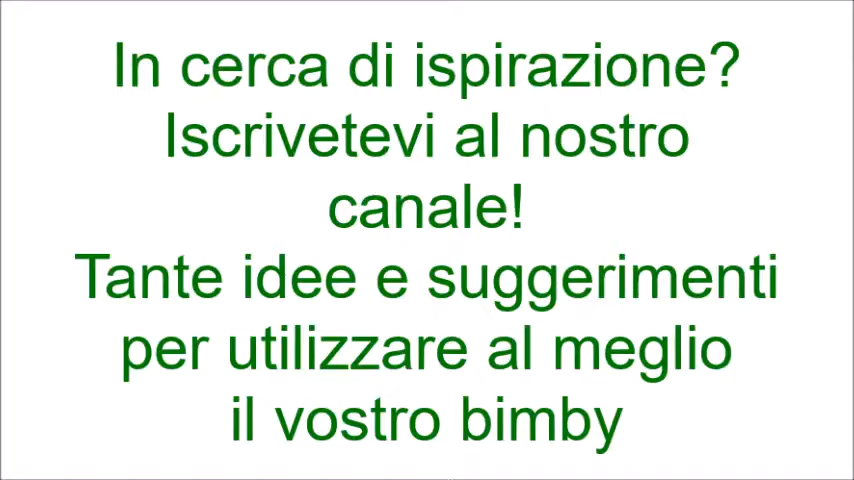 In cerca di ispirazione?
Iscrivetevi al nostro
canale!
Tante idee e suggerimenti
per utilizzare al meglio
il vostro bimby